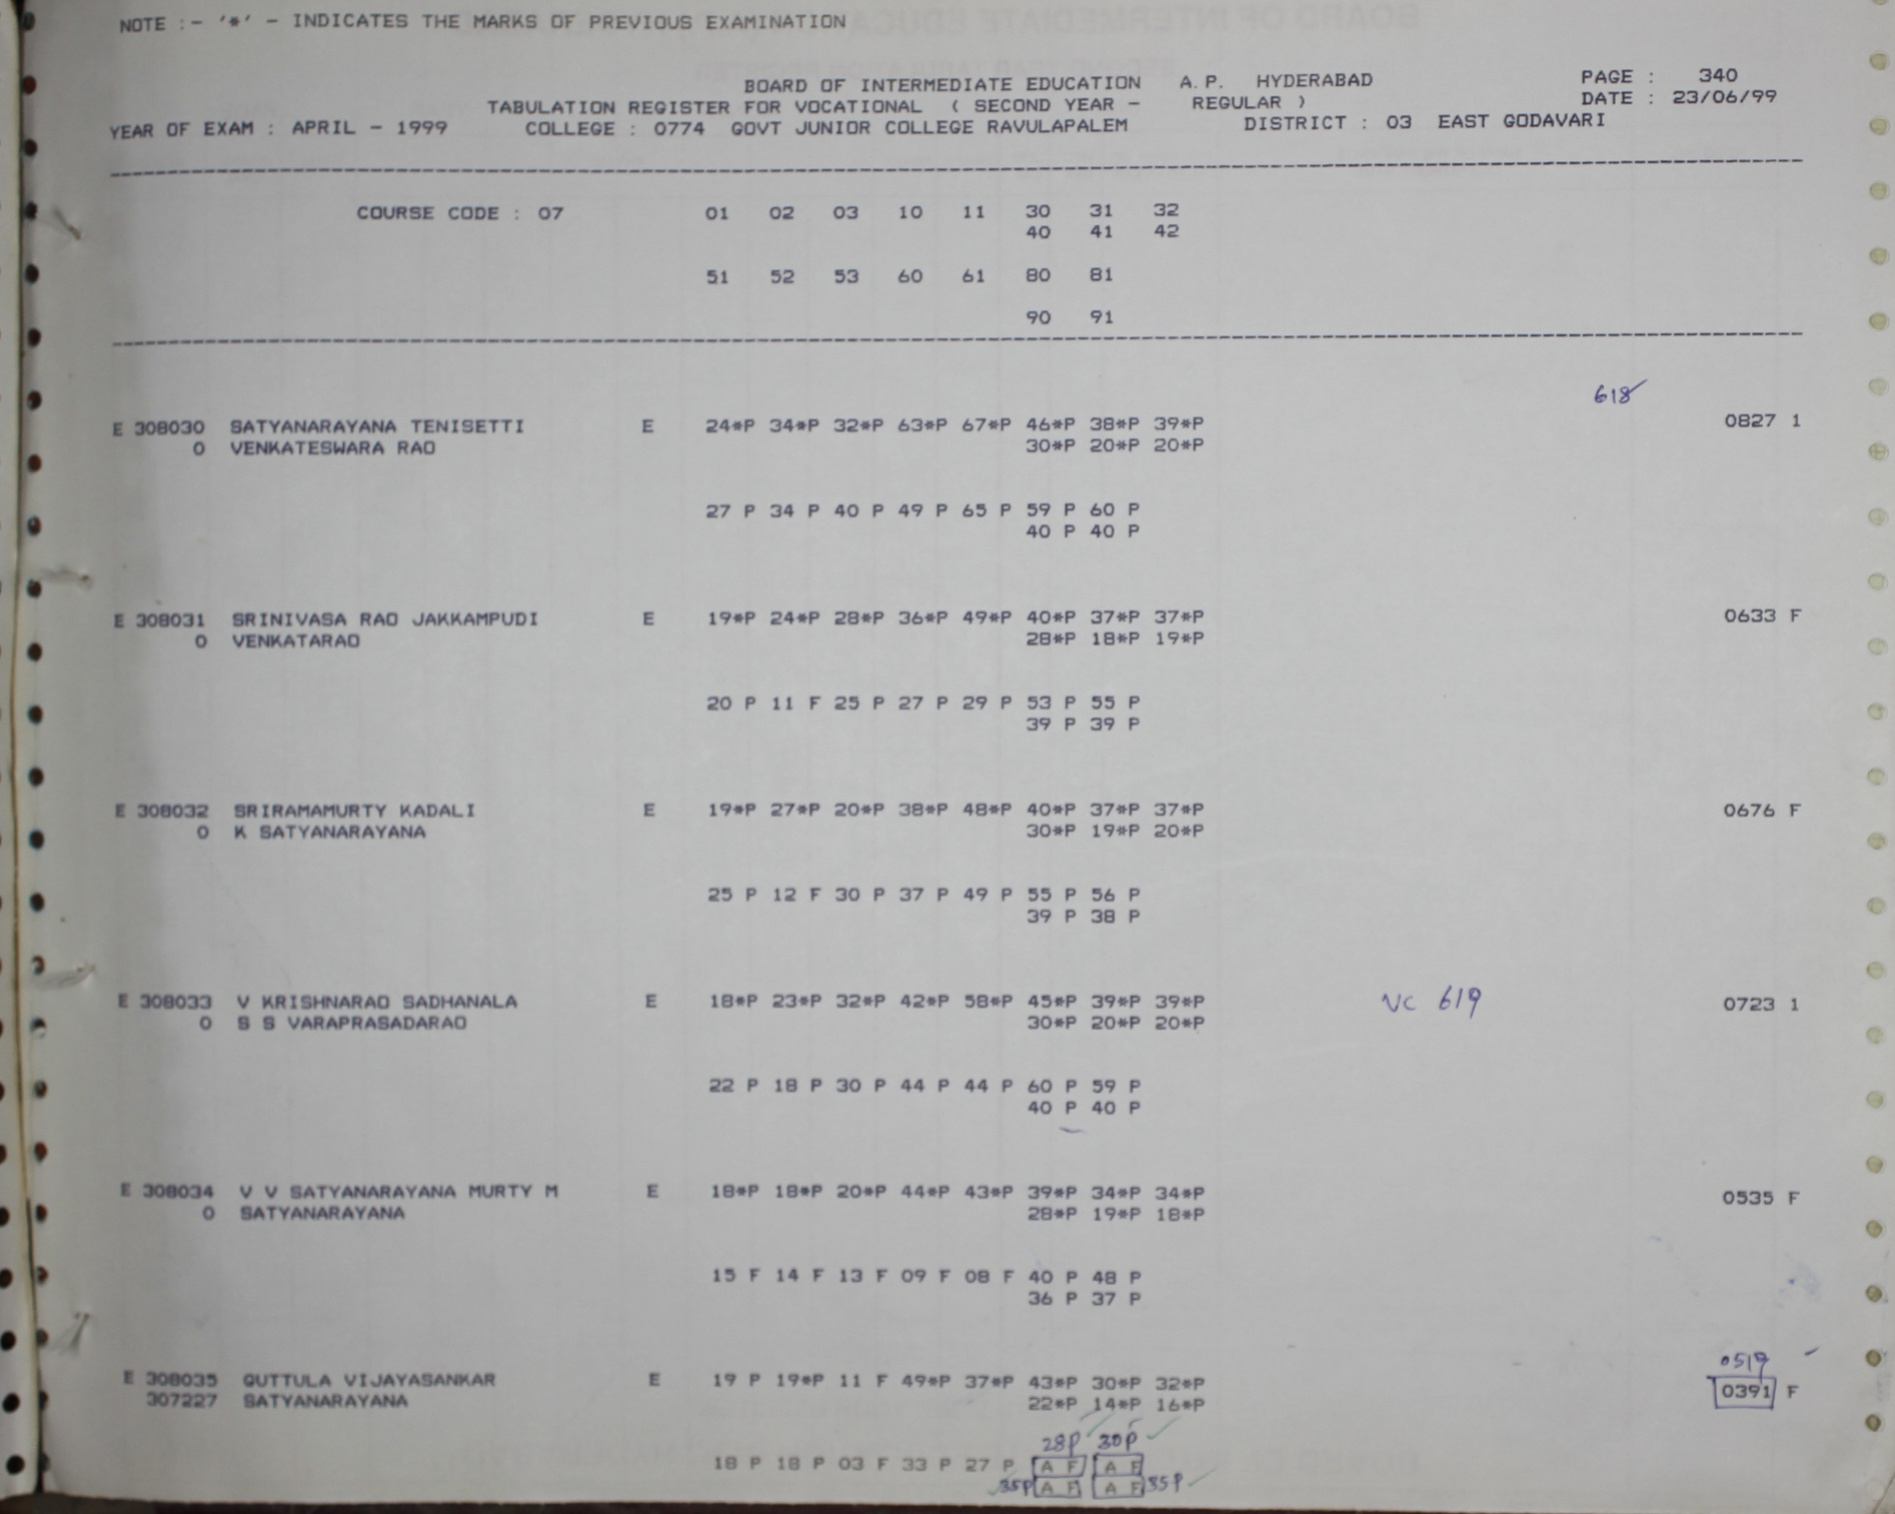 NOTE :- '*' - INDICATES THE MARKS OF PREVIOUS EXAMINATION
BOARD OF INTERMEDIATE EDUCATION A.P. HYDERABAD PAGE : 340
TABULATION REGISTER FOR VOCATIONAL ( SECOND YEAR - REGULAR ) DATE : 23/06/99
YEAR OF EXAM : APRIL - 1999 COLLEGE : 0774 GOVT JUNIOR COLLEGE RAVULAPALEM DISTRICT : 03 EAST GODAVARI
COURSE CODE : 07 01 02 03 10 11 30 31 32
40 41 42
51 52 53 60 61 80 81
90 91
618
E 308030 SATYANARAYANA TENISETTI E 24*P 34*P 32*P 63*P 67*P 46*P 38*P 39*P 0827 1
0 VENKATESWARA RAO 30*P 20*P 20*P
27 P 34 P 40 P 49 P 65 P 59 P 60 P
40 P 40 P
E 308031 SRINIVASA RAO JAKKAMPUDI E 19*P 24*P 28*P 36*P 49*P 40*P 37*P 37*P 0633 F
0 VENKATARAO 28*P 18*P 19*P
20 P 11 F 25 P 27 P 29 P 53 P 55 P
39 P 39 P
E 308032 SRIRAMAMURTY KADALI E 19*P 27*P 20*P 38*P 48*P 40*P 37*P 37*P 0676 F
0 K SATYANARAYANA 30*P 19*P 20*P
25 P 12 F 30 P 37 P 49 P 55 P 56 P
39 P 38 P
E 308033 V KRISHNARAO SADHANALA E 18*P 23*P 32*P 42*P 58*P 45*P 39*P 39*P VC 619 0723 1
0 S S VARAPRASADARAO 30*P 20*P 20*P
22 P 18 P 30 P 44 P 44 P 60 P 59 P
40 P 40 P
E 308034 V V SATYANARAYANA MURTY M E 18*P 18*P 20*P 44*P 43*P 39*P 34*P 34*P 0535 F
0 SATYANARAYANA 28*P 19*P 18*P
15 F 14 F 13 F 09 F 08 F 40 P 48 P
36 P 37 P
0519
E 308035 GUTTULA VIJAYASANKAR E 19 P 19*P 11 F 49*P 37*P 43*P 30*P 32*P 0391 F
307227 SATYANARAYANA 22*P 14*P 16*P
28P 30P
18 P 18 P 03 F 33 P 27 P A F A F
35P A F A F 35P